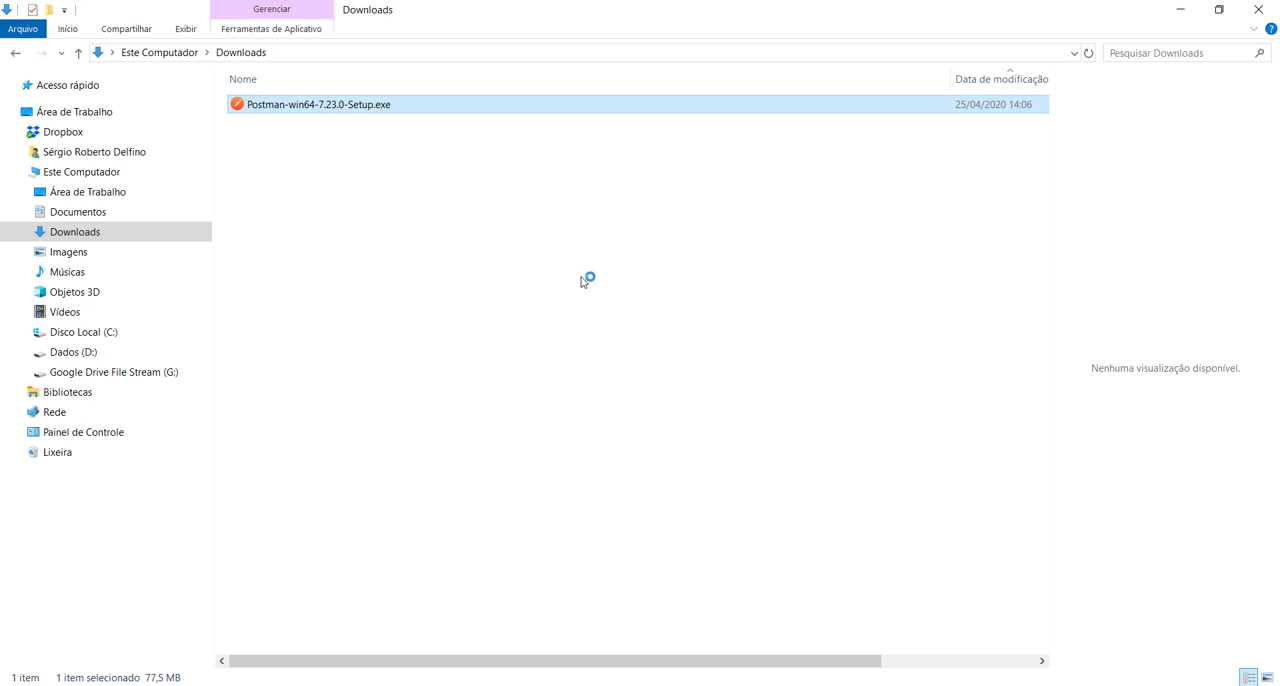 Gerenciar
Downloads
Arquivo Início Compartilhar Exibir Ferramentas de Aplicativo
Este Computador Downloads Pesquisar Downloads
Acesso rápido
Área de Trabalho
Dropbox
Sérgio Roberto Delfino
Este Computador
Área de Trabalho
Documentos
Downloads
Imagens
Músicas
Objetos 3D
Vídeos
Disco Local (C:)
Dados (D:)
Google Drive File Stream (G:)
Bibliotecas
Rede
Painel de Controle
Lixeira
Nome Data de modificação
Postman-win64-7.23.0-Setup.exe 25/04/2020 14:06
Nenhuma visualização disponível.
1 item 1 item selecionado 77,5 MB